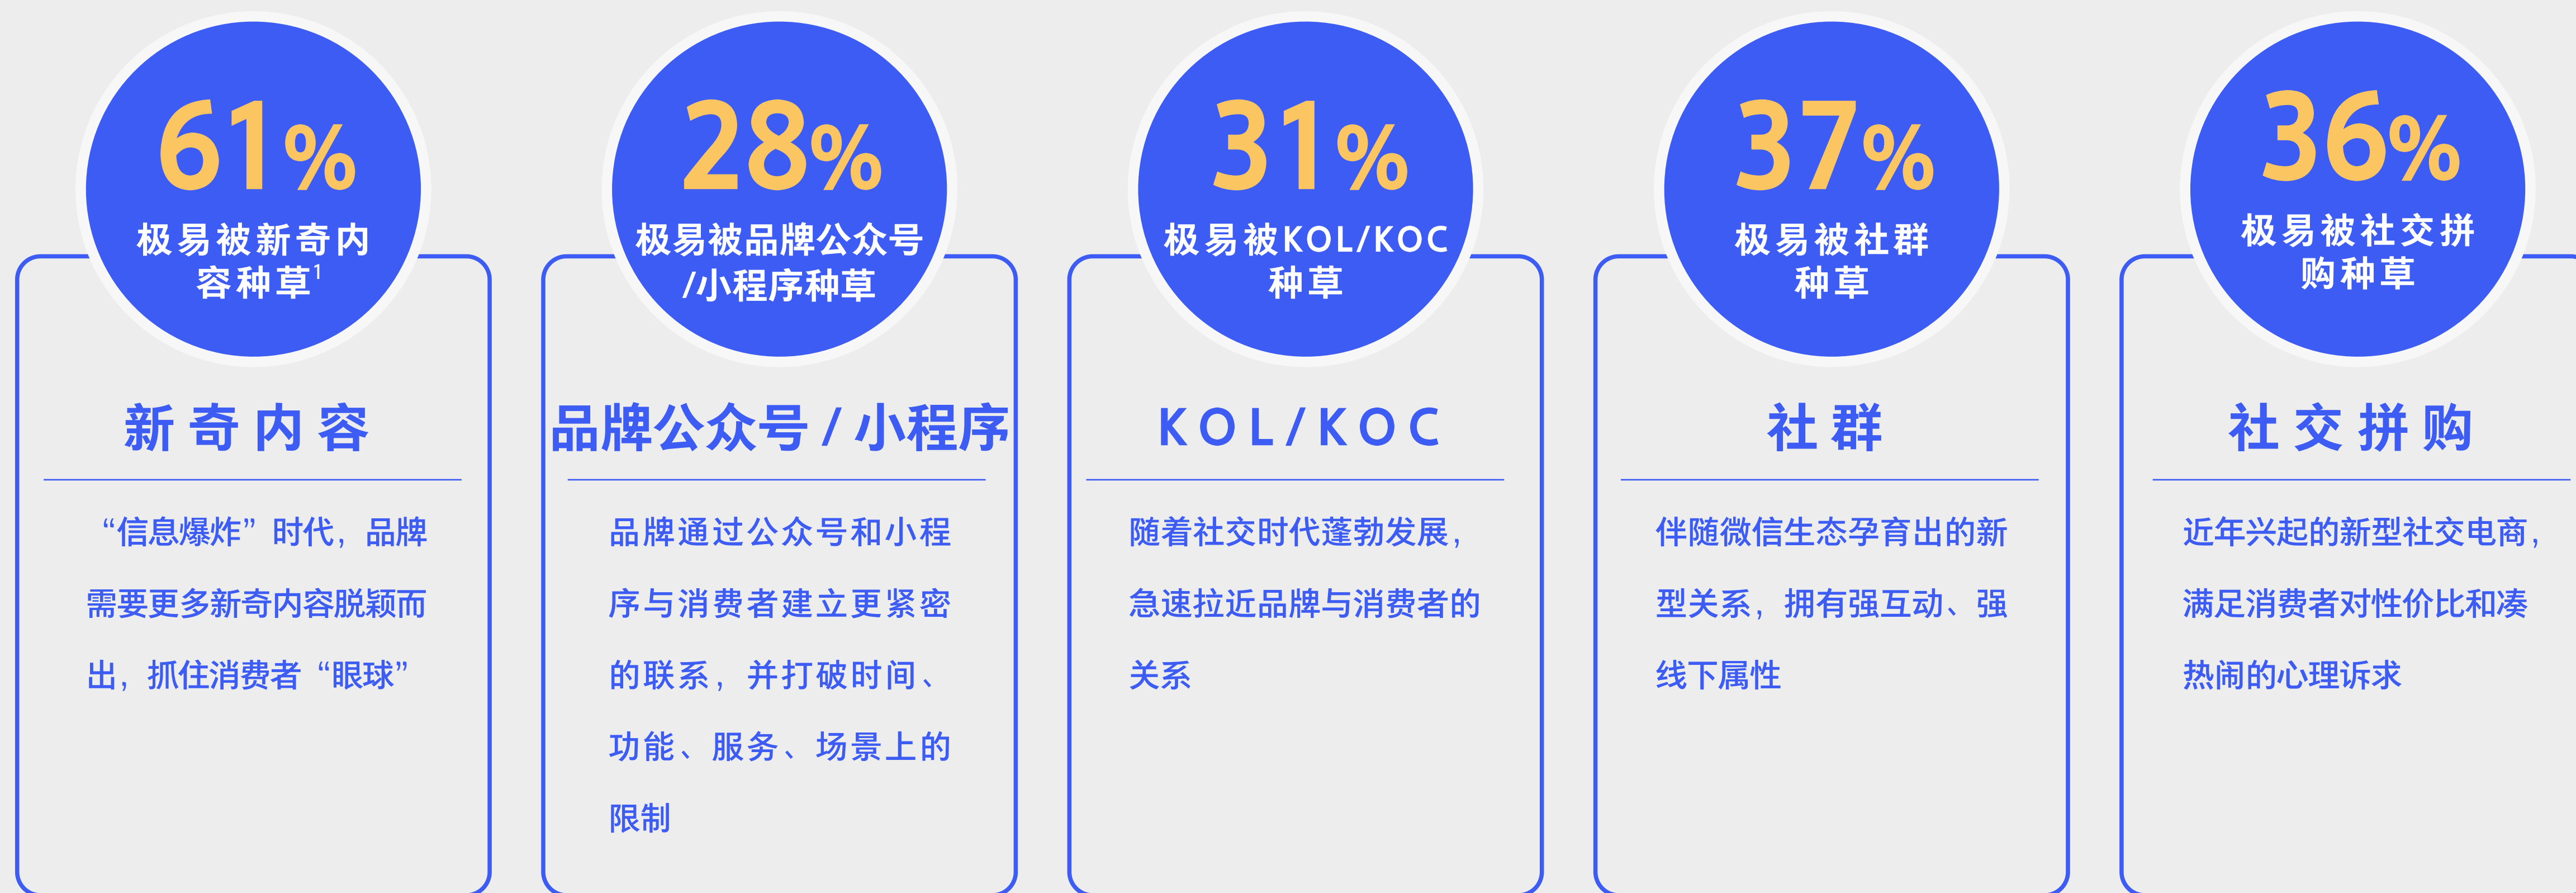 61%
极易被新奇内
容种草1
新奇内容
“信息爆炸”时代，品牌
需要更多新奇内容脱颖而
出，抓住消费者“眼球”
28%
极易被品牌公众号
/小程序种草
品牌公众号/小程序
品牌通过公众号和小程
序与消费者建立更紧密
的联系，并打破时间、
功能、服务、场景上的
限制
31%
极易被KOL/KOC
种草
KOL/KOC
随着社交时代蓬勃发展，
急速拉近品牌与消费者的
关系
37%
极易被社群
种草
社群
伴随微信生态孕育出的新
型关系，拥有强互动、强
线下属性
36%
极易被社交拼
购种草
社交拼购
近年兴起的新型社交电商，
满足消费者对性价比和凑
热闹的心理诉求